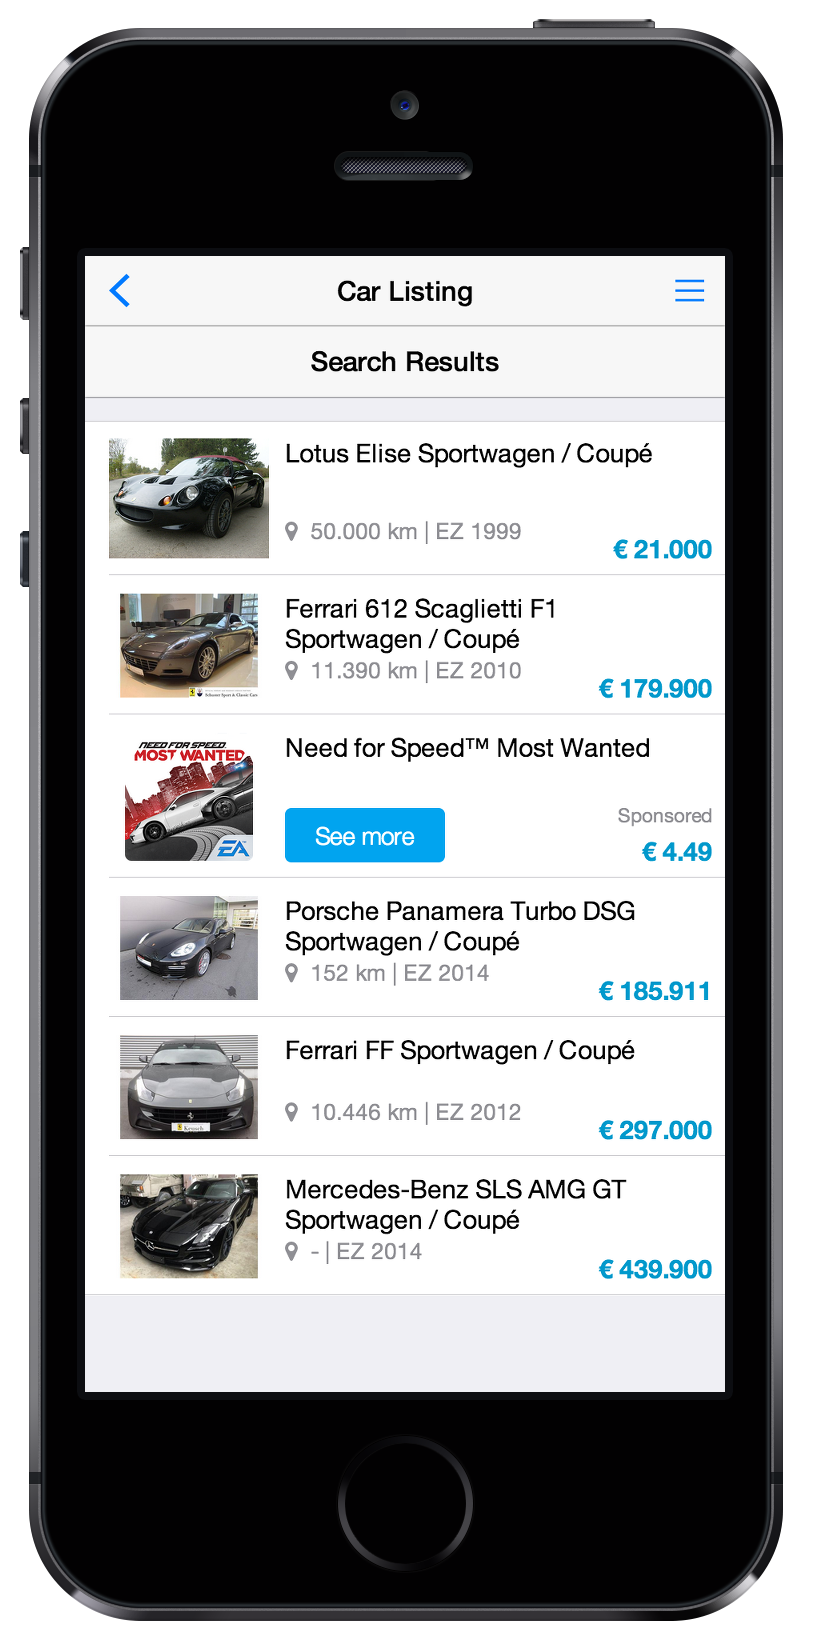 Car Listing
Search Results
Lotus Elise Sportwagen / Coupé
50.000 km | EZ 1999
€ 21.000
Ferrari 612 Scaglietti F1
Sportwagen / Coupé
11.390 km | EZ 2010
€ 179.900
NEED FOR SPEED
MOST WANTED
EA
Need for Speed™ Most Wanted
See more
Sponsored
€ 4.49
Porsche Panamera Turbo DSG
Sportwagen / Coupé
152 km | EZ 2014
€ 185.911
Ferrari FF Sportwagen / Coupé
10.446 km | EZ 2012
€ 297.000
Mercedes-Benz SLS AMG GT
Sportwagen / Coupé
- | EZ 2014
€ 439.900